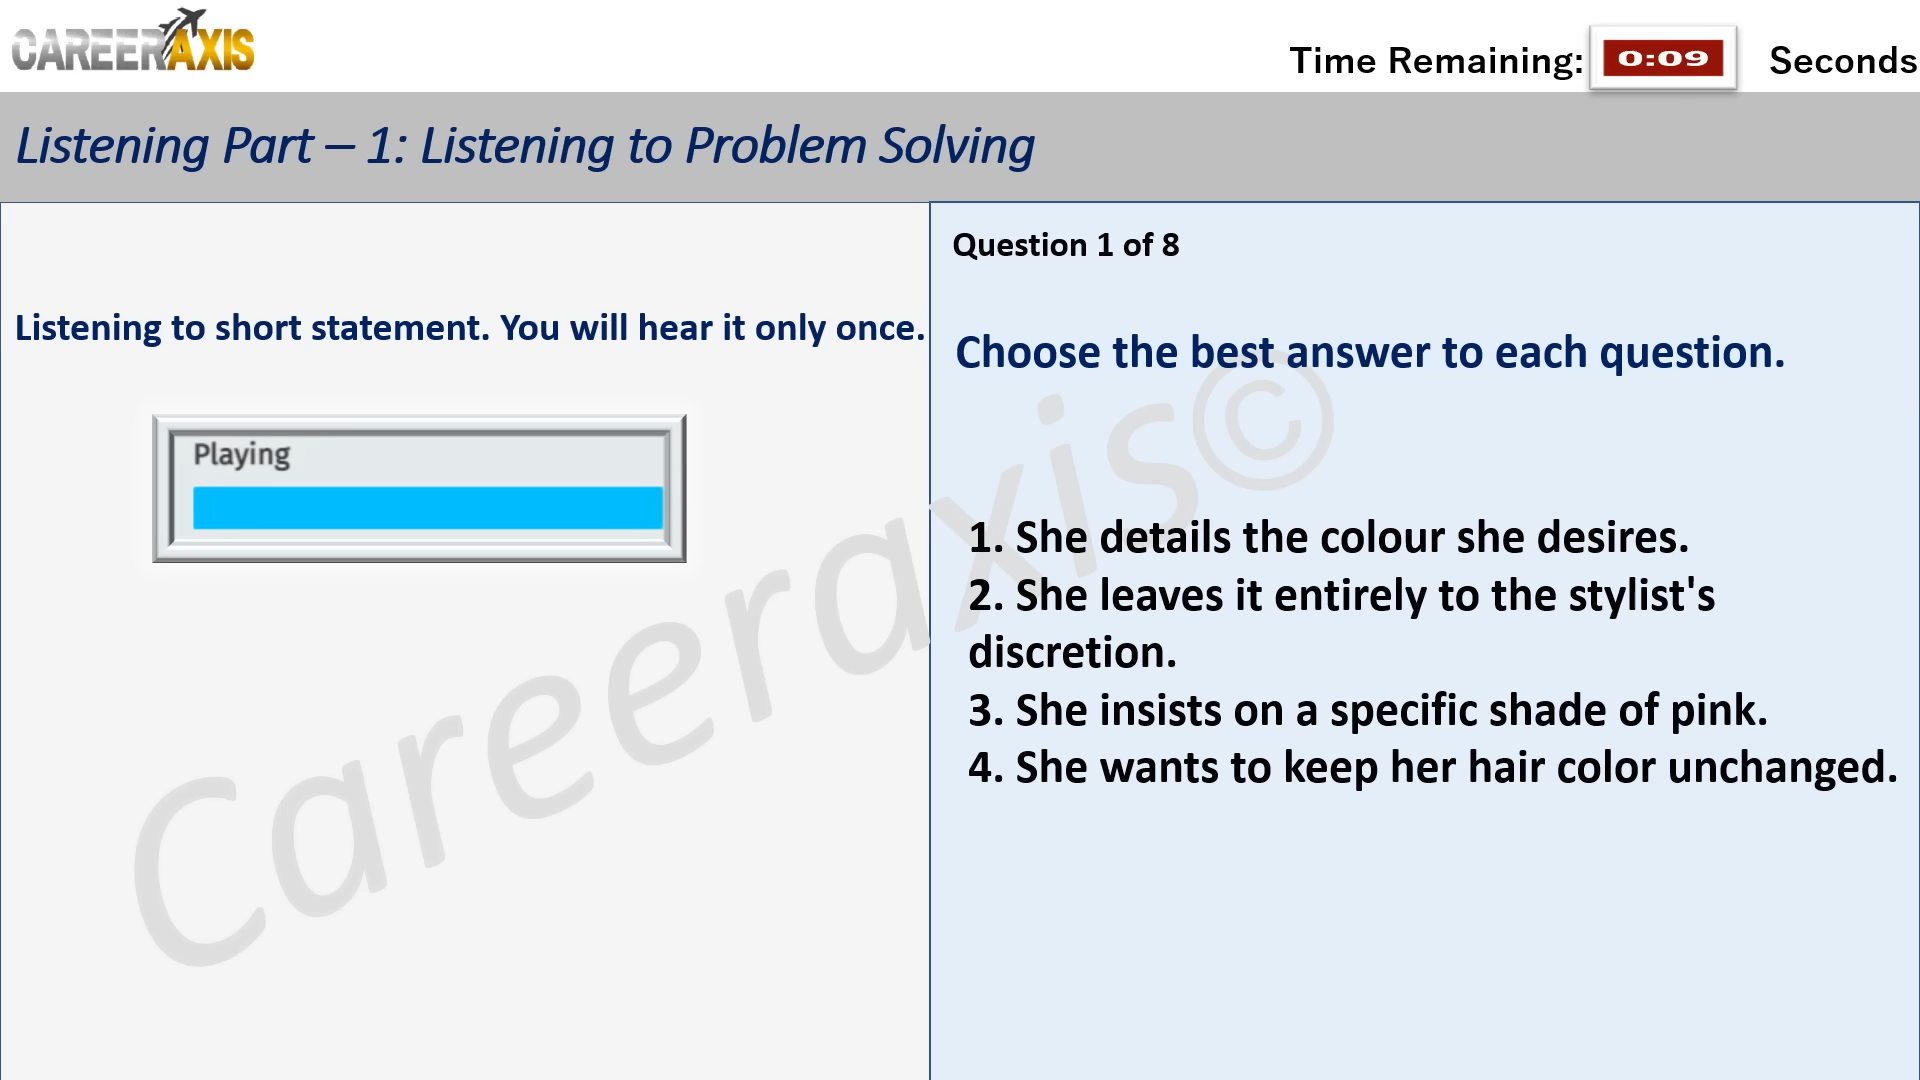 CAREERAXIS
Time Remaining: 0:09 Seconds
Listening Part – 1: Listening to Problem Solving
Listening to short statement. You will hear it only once.
Playing
Question 1 of 8
Choose the best answer to each question.
1. She details the colour she desires.
2. She leaves it entirely to the stylist's
discretion.
3. She insists on a specific shade of pink.
4. She wants to keep her hair color unchanged.
Careeraxis©